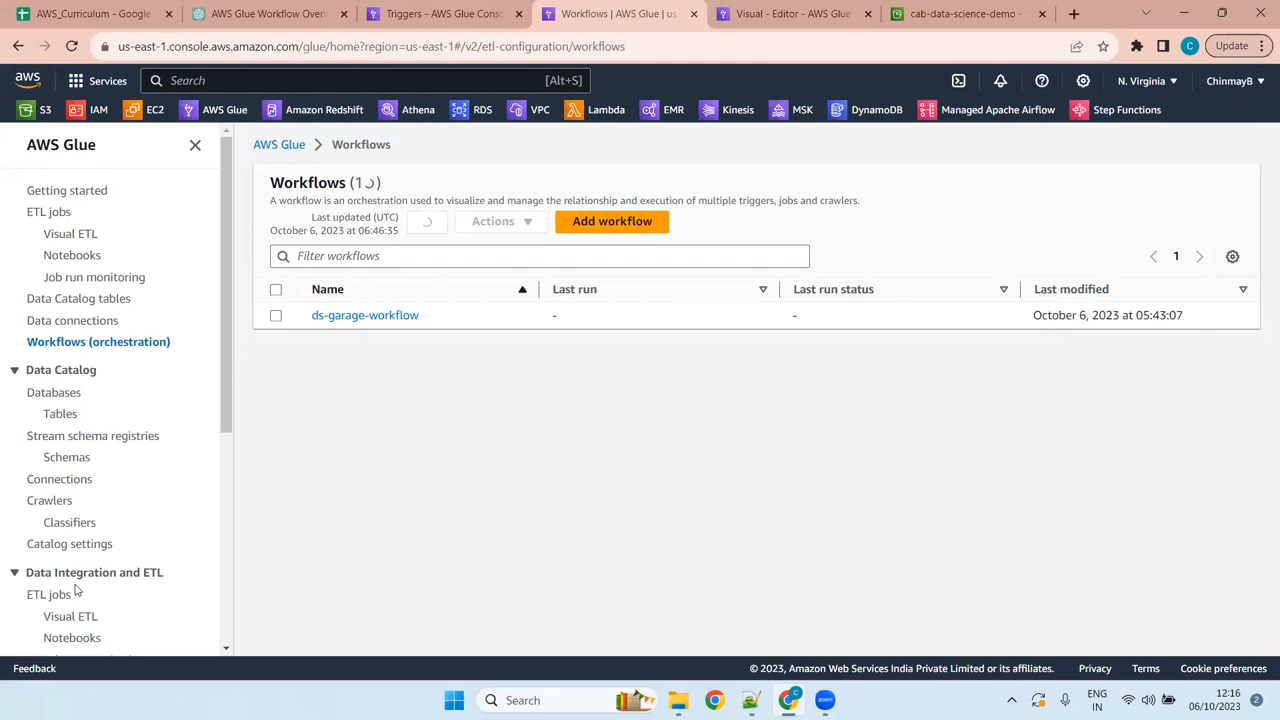 AWS_Curriculum - Google
AWS Glue Workflow Over
Triggers - AWS Glue Cons
Workflows | AWS Glue | us
Visual - Editor - AWS Glue
cab-data-science-demo -
us-east-1.console.aws.amazon.com/glue/home?region=us-east-1#/v2/etl-configuration/workflows
C
Update
aws
Services
Search
[Alt+S]
N. Virginia
ChinmayB
S3
IAM
EC2
AWS Glue
Amazon Redshift
Athena
RDS
VPC
Lambda
EMR
Kinesis
MSK
DynamoDB
Managed Apache Airflow
Step Functions
AWS Glue
Getting started
ETL jobs
Visual ETL
Notebooks
Job run monitoring
Data Catalog tables
Data connections
Workflows (orchestration)
Data Catalog
Databases
Tables
Stream schema registries
Schemas
Connections
Crawlers
Classifiers
Catalog settings
Data Integration and ETL
ETL jobs
Visual ETL
Notebooks
AWS Glue
Workflows
Workflows (1)
A workflow is an orchestration used to visualize and manage the relationship and execution of multiple triggers, jobs and crawlers.
Last updated (UTC)
October 6, 2023 at 06:46:35
Actions
Add workflow
Filter workflows
1
Name
Last run
Last run status
Last modified
ds-garage-workflow
-
-
October 6, 2023 at 05:43:07
Feedback
© 2023, Amazon Web Services India Private Limited or its affiliates.
Privacy
Terms
Cookie preferences
Search
C
zoom
ENG
IN
12:16
06/10/2023
2